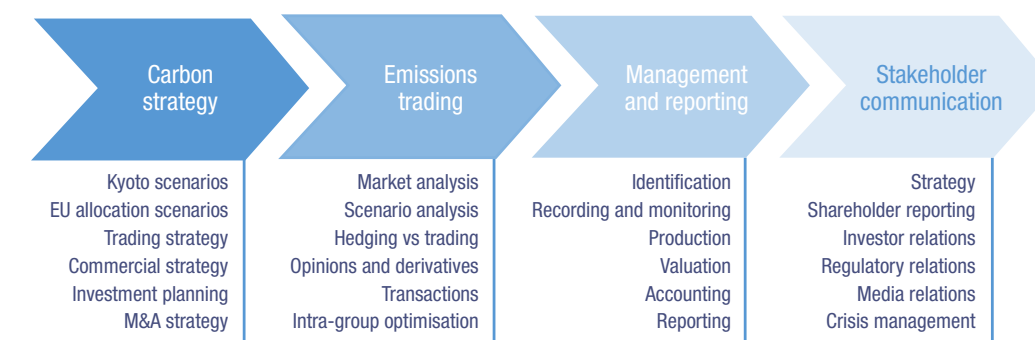 Carbon
strategy
Emissions
trading
Management
and reporting
Stakeholder
communication
Kyoto scenarios
EU allocation scenarios
Trading strategy
Commercial strategy
Investment planning
M&A strategy
Market analysis
Scenario analysis
Hedging vs trading
Opinions and derivatives
Transactions
Intra-group optimisation
Identification
Recording and monitoring
Production
Valuation
Accounting
Reporting
Strategy
Shareholder reporting
Investor relations
Regulatory relations
Media relations
Crisis management